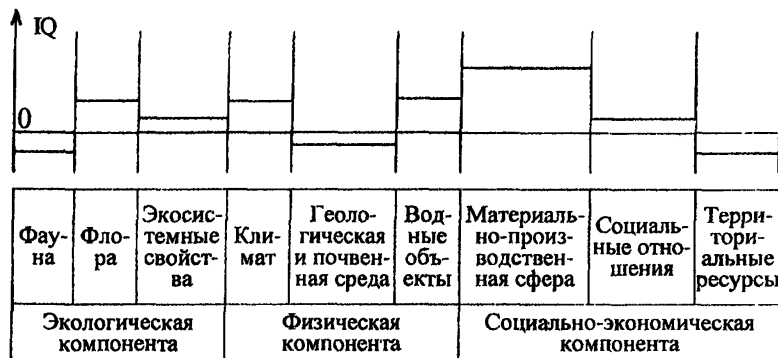 IQ
0
Фау-
на
Фло-
ра
Экосис-
темные
свойст-
ва
Кли-
мат
Геоло-
гическая
и почвен-
ная среда
Вод-
ные
объ-
екты
Материаль-
но-произ-
водствен-
ная сфера
Социаль-
ные отно-
шения
Терри-
тори-
альные
ресурсы
Экологическая
компонента
Физическая
компонента
Социально-экономическая
компонента